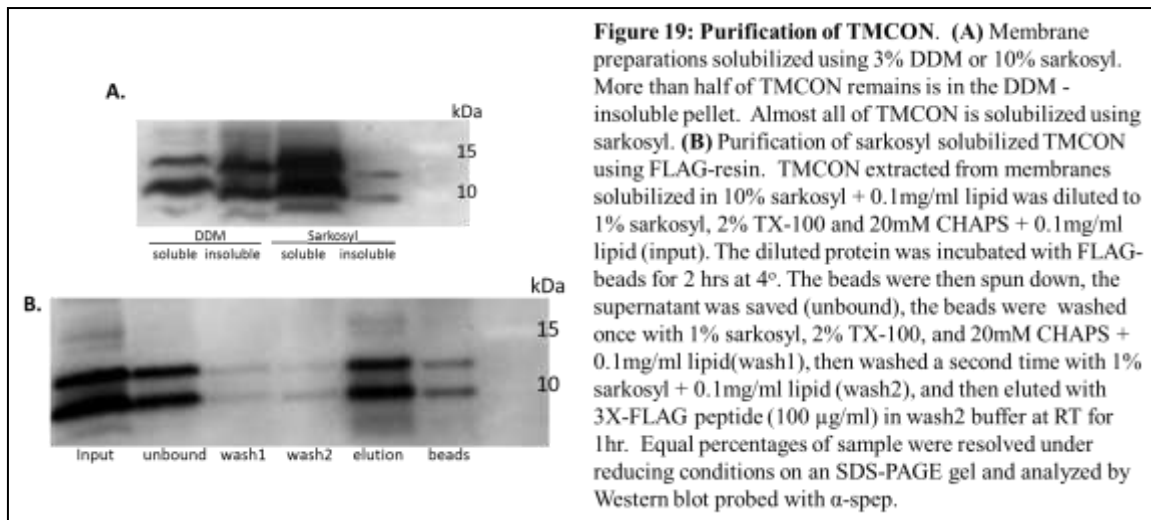 A.
kDa
15
10
DDM
Sarkosyl
soluble insoluble soluble insoluble
B.
kDa
15
10
Input unbound wash1 wash2 elution beads
Figure 19: Purification of TMCON. (A) Membrane
preparations solubilized using 3% DDM or 10% sarkosyl.
More than half of TMCON remains is in the DDM -
insoluble pellet. Almost all of TMCON is solubilized using
sarkosyl. (B) Purification of sarkosyl solubilized TMCON
using FLAG-resin. TMCON extracted from membranes
solubilized in 10% sarkosyl + 0.1mg/ml lipid was diluted to
1% sarkosyl, 2% TX-100 and 20mM CHAPS + 0.1mg/ml
lipid (input). The diluted protein was incubated with FLAG-
beads for 2 hrs at 4°. The beads were then spun down, the
supernatant was saved (unbound), the beads were washed
once with 1% sarkosyl, 2% TX-100, and 20mM CHAPS +
0.1mg/ml lipid(wash1), then washed a second time with 1%
sarkosyl + 0.1mg/ml lipid (wash2), and then eluted with
3X-FLAG peptide (100 µg/ml) in wash2 buffer at RT for
1hr. Equal percentages of sample were resolved under
reducing conditions on an SDS-PAGE gel and analyzed by
Western blot probed with α-spep.